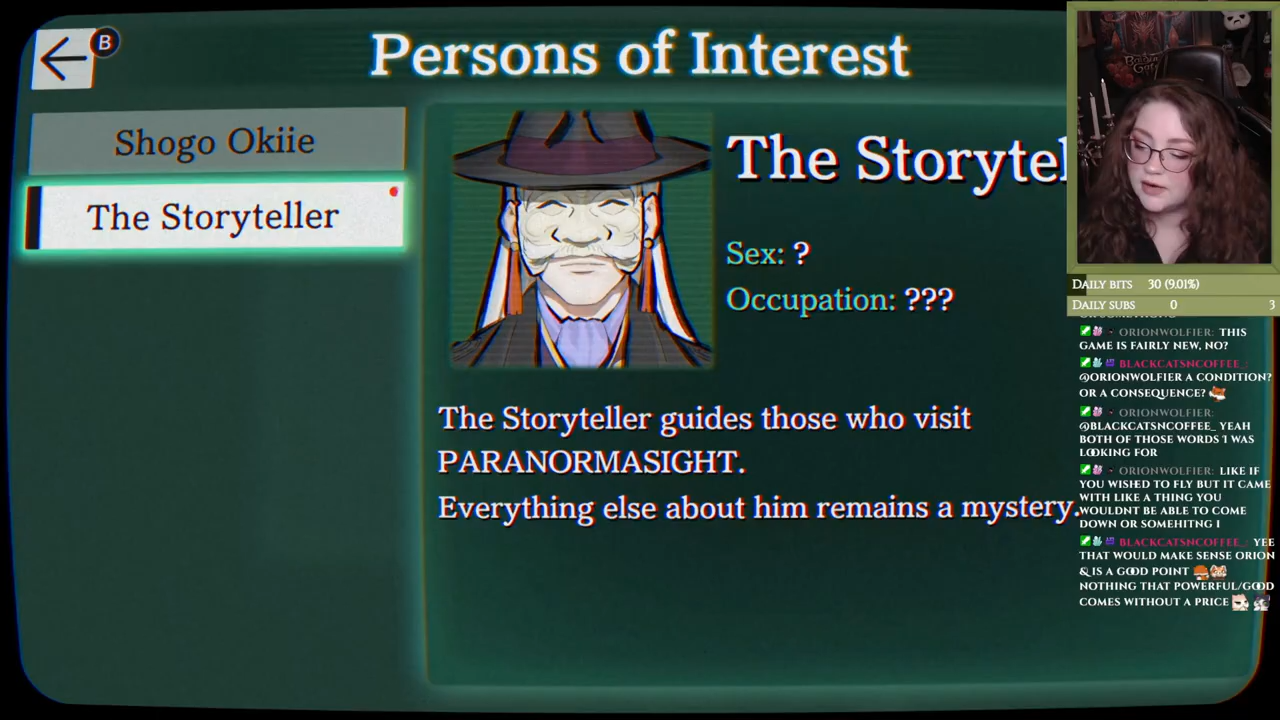 B
Persons of Interest
Shogo Okiie
The Storyteller
The Storytel
Sex: ?
Occupation: ???
The Storyteller guides those who visit
PARANORMASIGHT.
Everything else about him remains a mystery.
DAILY BITS 30 (9.01%)
DAILY SUBS 0 3
ORIONWOLFIER: THIS
GAME IS FAIRLY NEW, NO?
BLACKCATSNCOFFEE_:
@ORIONWOLFIER A CONDITION?
OR A CONSEQUENCE?
ORIONWOLFIER:
@BLACKCATSNCOFFEE_ YEAH
BOTH OF THOSE WORDS I WAS
LOOKING FOR
ORIONWOLFIER: LIKE IF
YOU WISHED TO FLY BUT IT CAME
WITH LIKE A THING YOU
WOULDNT BE ABLE TO COME
DOWN OR SOMEHITNG I
BLACKCATSNCOFFEE_: YEE
THAT WOULD MAKE SENSE ORION
& IS A GOOD POINT
NOTHING THAT POWERFUL/GOOD
COMES WITHOUT A PRICE